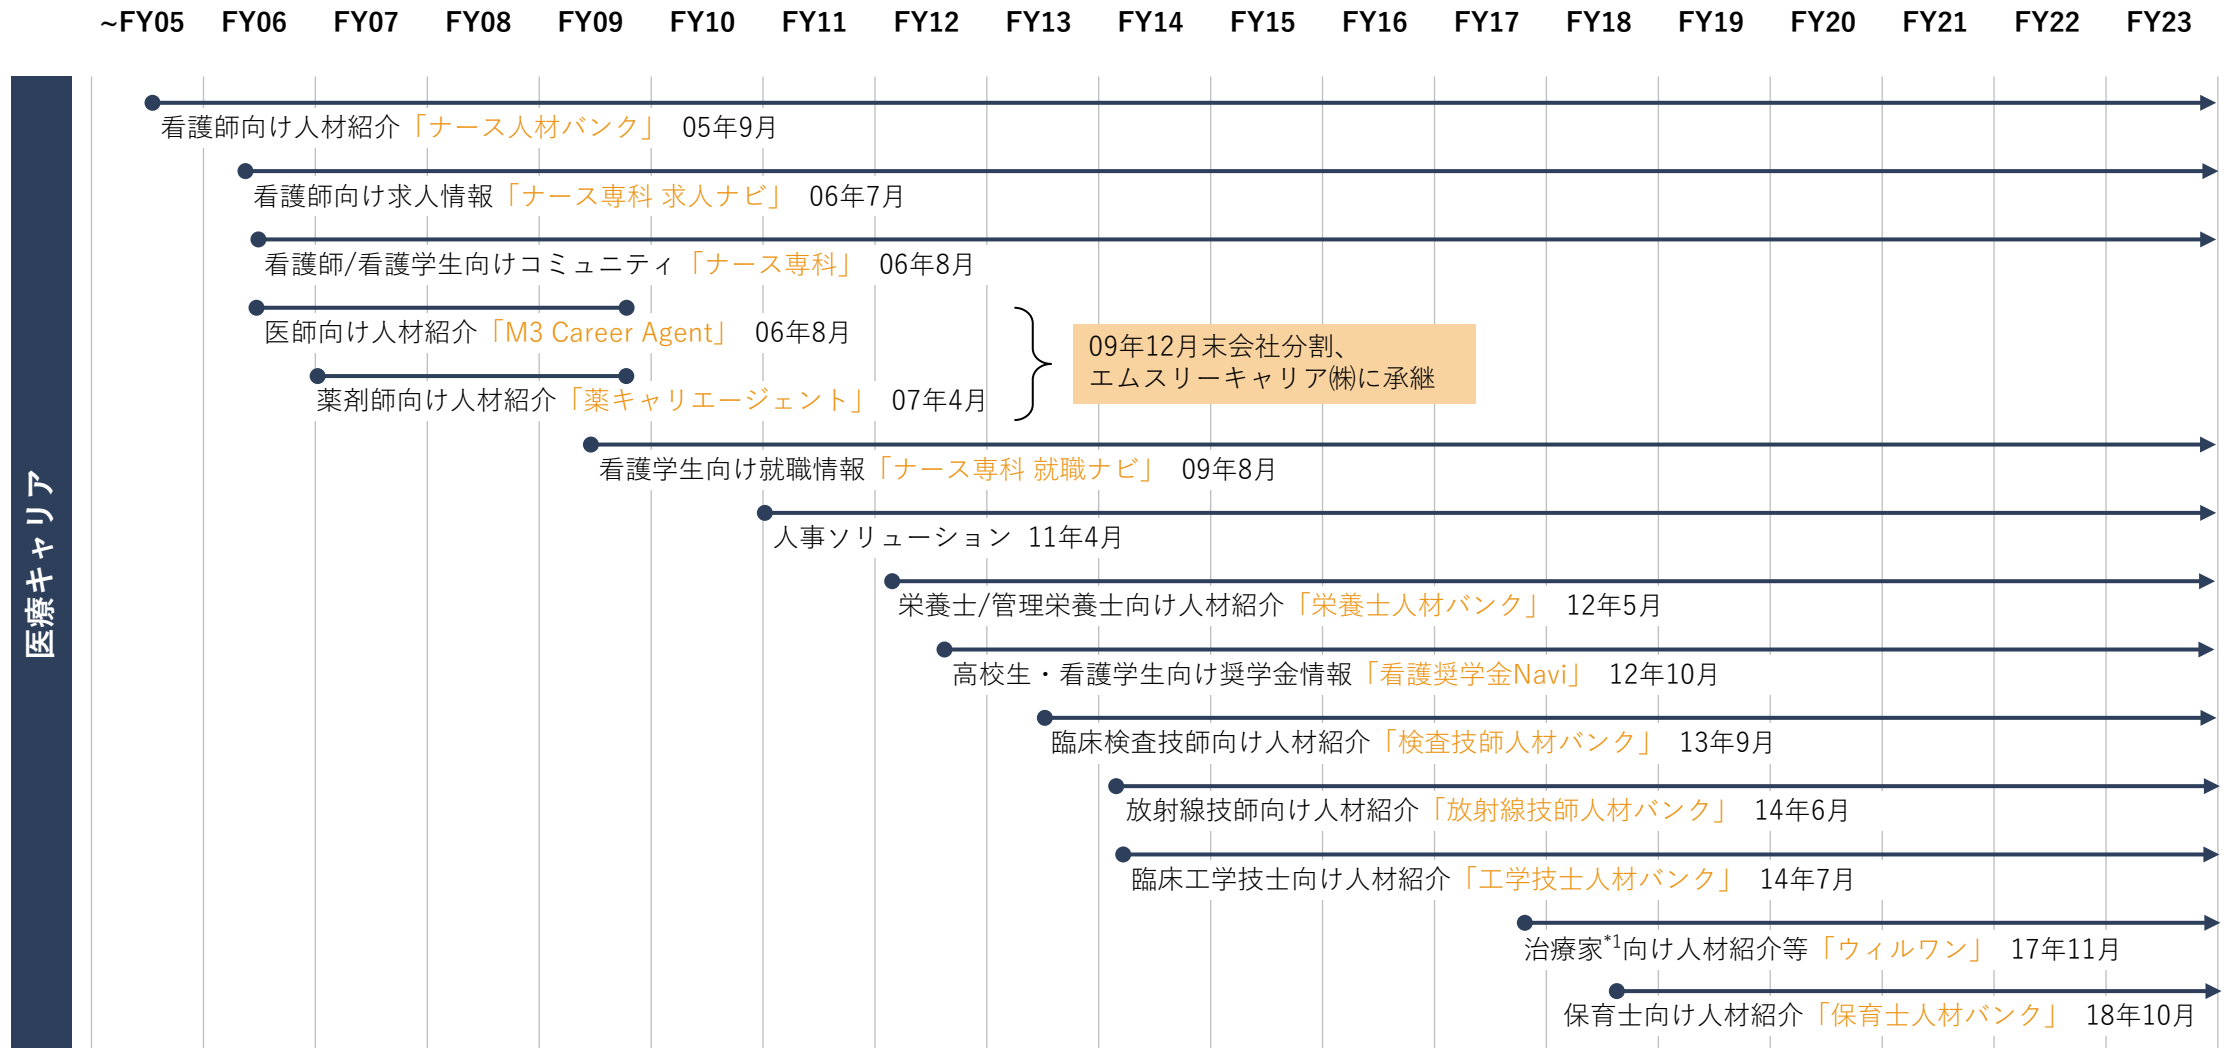 ~FY05 FY06 FY07 FY08 FY09 FY10 FY11 FY12 FY13 FY14 FY15 FY16 FY17 FY18 FY19 FY20 FY21 FY22 FY23
医療キャリア
看護師向け人材紹介「ナース人材バンク」 05年9月
看護師向け求人情報「ナース専科 求人ナビ」 06年7月
看護師/看護学生向けコミュニティ「ナース専科」 06年8月
医師向け人材紹介「M3 Career Agent」 06年8月
薬剤師向け人材紹介「薬キャリエージェント」 07年4月
09年12月末会社分割、
エムスリーキャリア㈱に承継
看護学生向け就職情報「ナース専科 就職ナビ」 09年8月
人事ソリューション 11年4月
栄養士/管理栄養士向け人材紹介「栄養士人材バンク」 12年5月
高校生・看護学生向け奨学金情報「看護奨学金Navi」 12年10月
臨床検査技師向け人材紹介「検査技師人材バンク」 13年9月
放射線技師向け人材紹介「放射線技師人材バンク」 14年6月
臨床工学技士向け人材紹介「工学技士人材バンク」 14年7月
治療家*1向け人材紹介等「ウィルワン」 17年11月
保育士向け人材紹介「保育士人材バンク」 18年10月